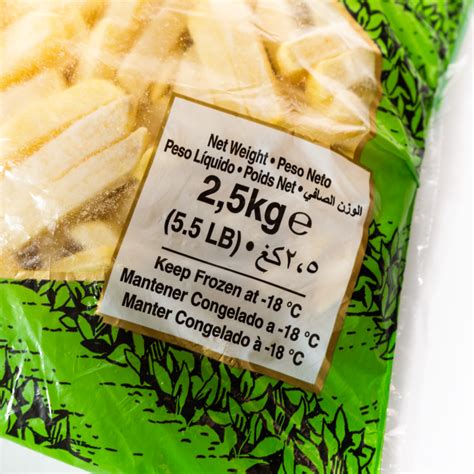 Net Weight • Peso Neto
Peso Líquido • Poids Net • الوزن الصافي
2,5kg e
(5.5 LB) • ٢،٥ كغ
Keep Frozen at -18 °C
Mantener Congelado a -18 °C
Manter Congelado à -18 °C